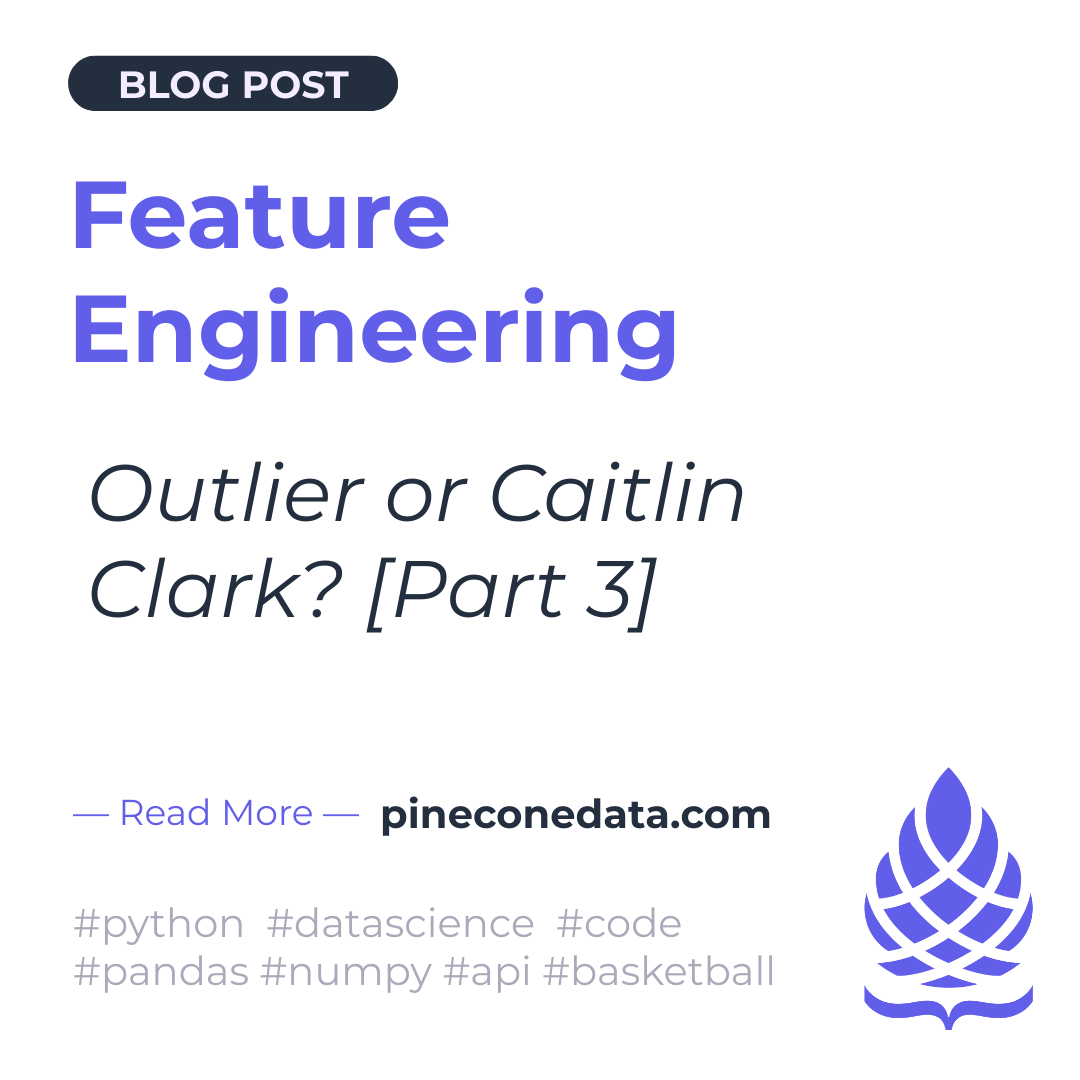 BLOG POST
Feature
Engineering
Outlier or Caitlin
Clark? [Part 3]
— Read More — pineconedata.com
#python #datascience #code
#pandas #numpy #api #basketball